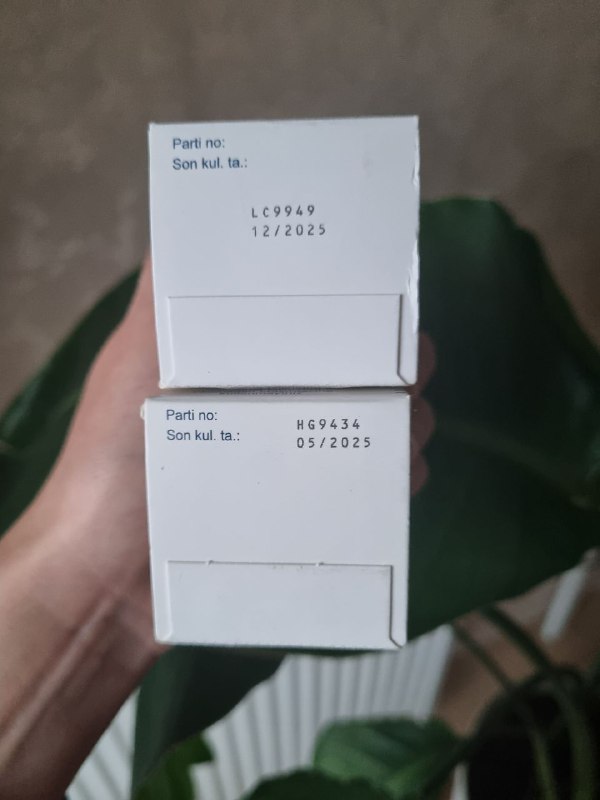 Parti no:
Son kul. ta.:
LC9949
12/2025
Parti no:
Son kul. ta.:
HG9434
05/2025